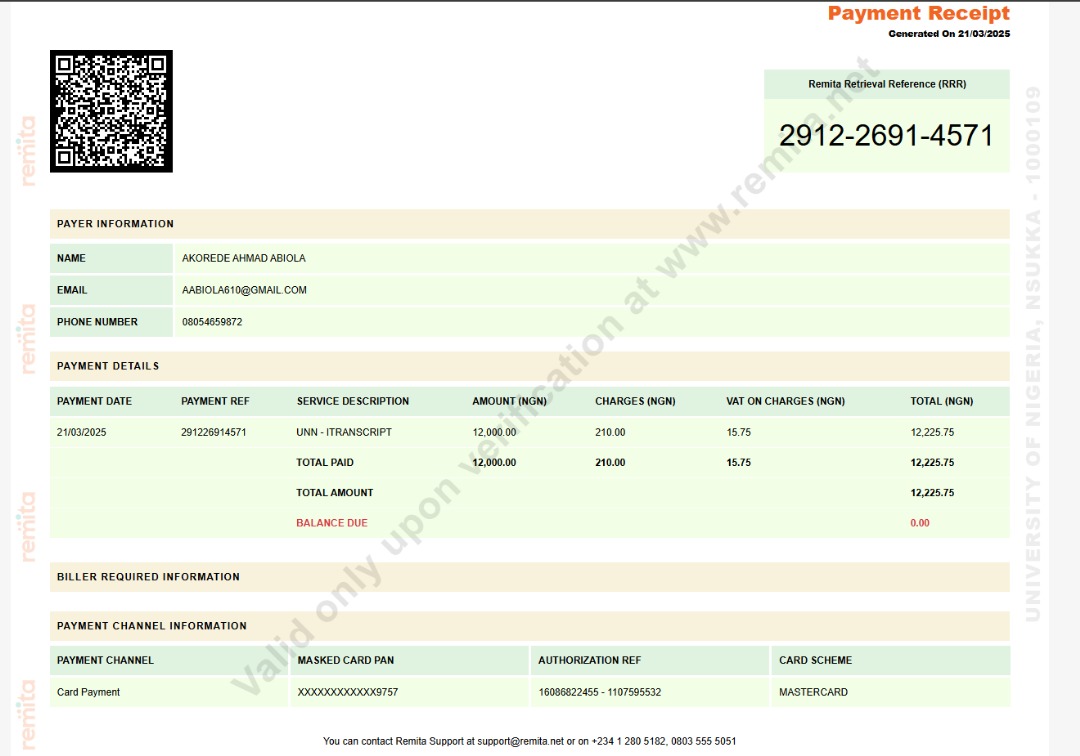 Payment Receipt
Generated On 21/03/2025
Remita Retrieval Reference (RRR)
2912-2691-4571
PAYER INFORMATION
NAME AKOREDE AHMAD ABIOLA
EMAIL AABIOLA610@GMAIL.COM
PHONE NUMBER 08054659872
PAYMENT DETAILS
PAYMENT DATE PAYMENT REF SERVICE DESCRIPTION AMOUNT (NGN) CHARGES (NGN) VAT ON CHARGES (NGN) TOTAL (NGN)
21/03/2025 291226914571 UNN - ITRANSCRIPT 12,000.00 210.00 15.75 12,225.75
TOTAL PAID 12,000.00 210.00 15.75 12,225.75
TOTAL AMOUNT 12,225.75
BALANCE DUE 0.00
BILLER REQUIRED INFORMATION
PAYMENT CHANNEL INFORMATION
PAYMENT CHANNEL MASKED CARD PAN AUTHORIZATION REF CARD SCHEME
Card Payment XXXXXXXXXXXX9757 16086822455 - 1107595532 MASTERCARD
You can contact Remita Support at support@remita.net or on +234 1 280 5182, 0803 555 5051
Valid only upon verification at www.remita.net
remita
remita
remita
remita
UNIVERSITY OF NIGERIA, NSUKKA - 1000109